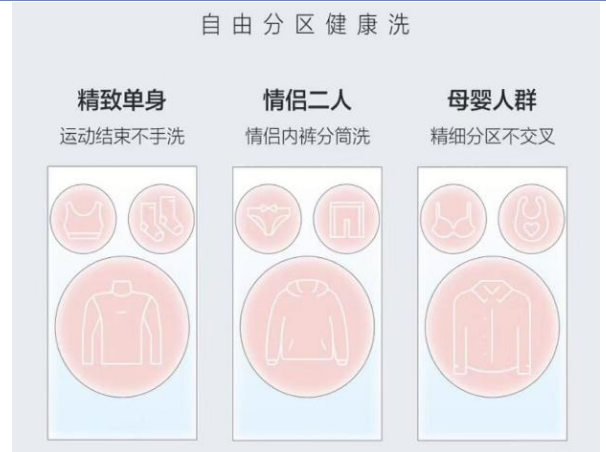 自由分区健康洗
精致单身
运动结束不手洗
情侣二人
情侣内裤分筒洗
母婴人群
精细分区不交叉